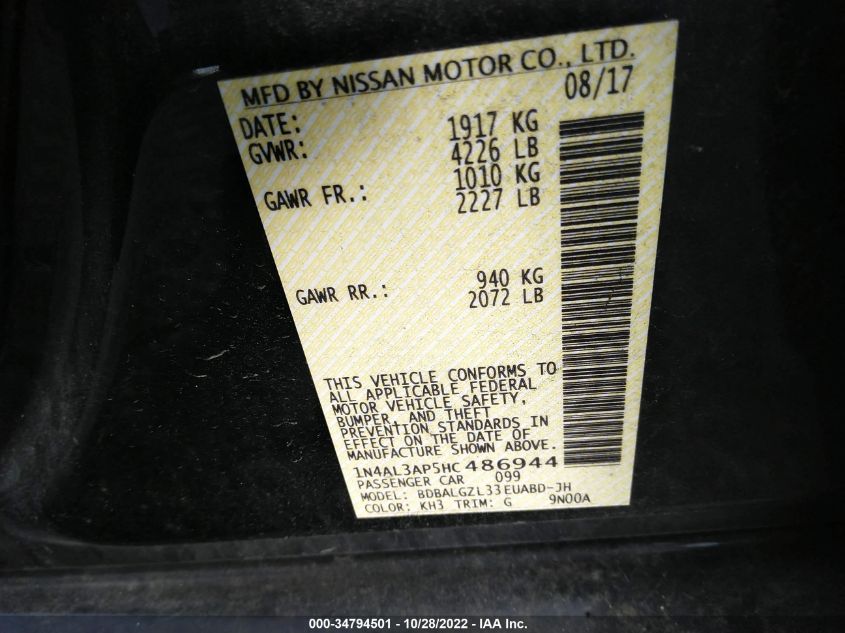 MFD BY NISSAN MOTOR CO., LTD.
DATE: 08/17
GVWR: 1917 KG
4226 LB
GAWR FR.: 1010 KG
2227 LB
GAWR RR.: 940 KG
2072 LB
THIS VEHICLE CONFORMS TO
ALL APPLICABLE FEDERAL
MOTOR VEHICLE SAFETY,
BUMPER, AND THEFT
PREVENTION STANDARDS IN
EFFECT ON THE DATE OF
MANUFACTURE SHOWN ABOVE.
1N4AL3AP5HC486944
PASSENGER CAR 099
MODEL: BDBALGZL33EUABD-JH
COLOR: KH3 TRIM: G 9N00A
000-34794501 - 10/28/2022 - IAA Inc.